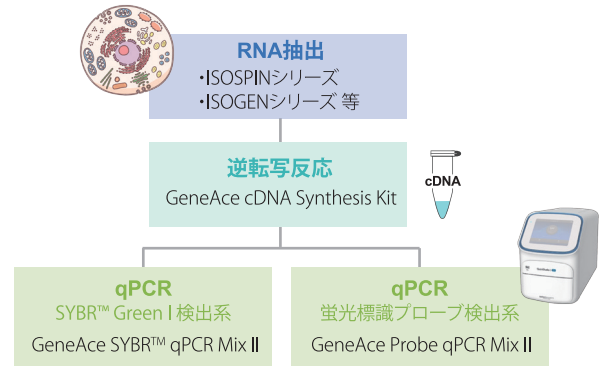 RNA抽出
・ISOSPINシリーズ
・ISOGENシリーズ 等
逆転写反応
GeneAce cDNA Synthesis Kit
cDNA
qPCR
SYBR™ Green I 検出系
GeneAce SYBR™ qPCR Mix Ⅱ
qPCR
蛍光標識プローブ検出系
GeneAce Probe qPCR Mix Ⅱ